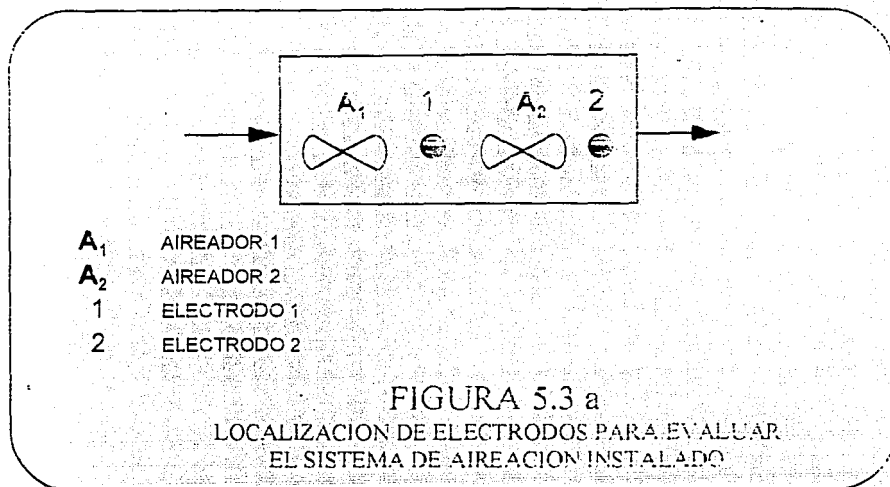 A₁ 1 A₂ 2
A₁ AIREADOR 1
A₂ AIREADOR 2
1 ELECTRODO 1
2 ELECTRODO 2
FIGURA 5.3 a
LOCALIZACION DE ELECTRODOS PARA EVALUAR
EL SISTEMA DE AIREACION INSTALADO